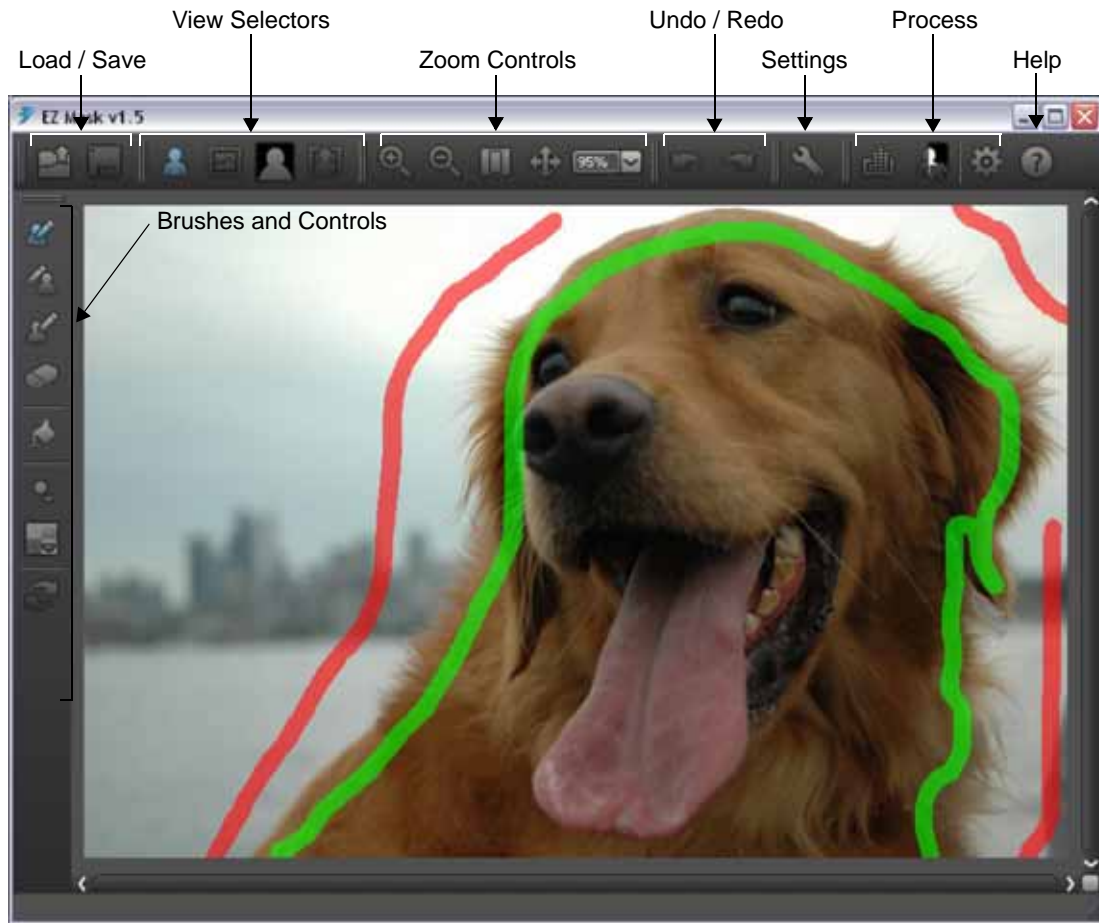 View Selectors
Undo / Redo
Process
Load / Save
Zoom Controls
Settings
Help
EZ Mask v1.5
95%
?
Brushes and Controls